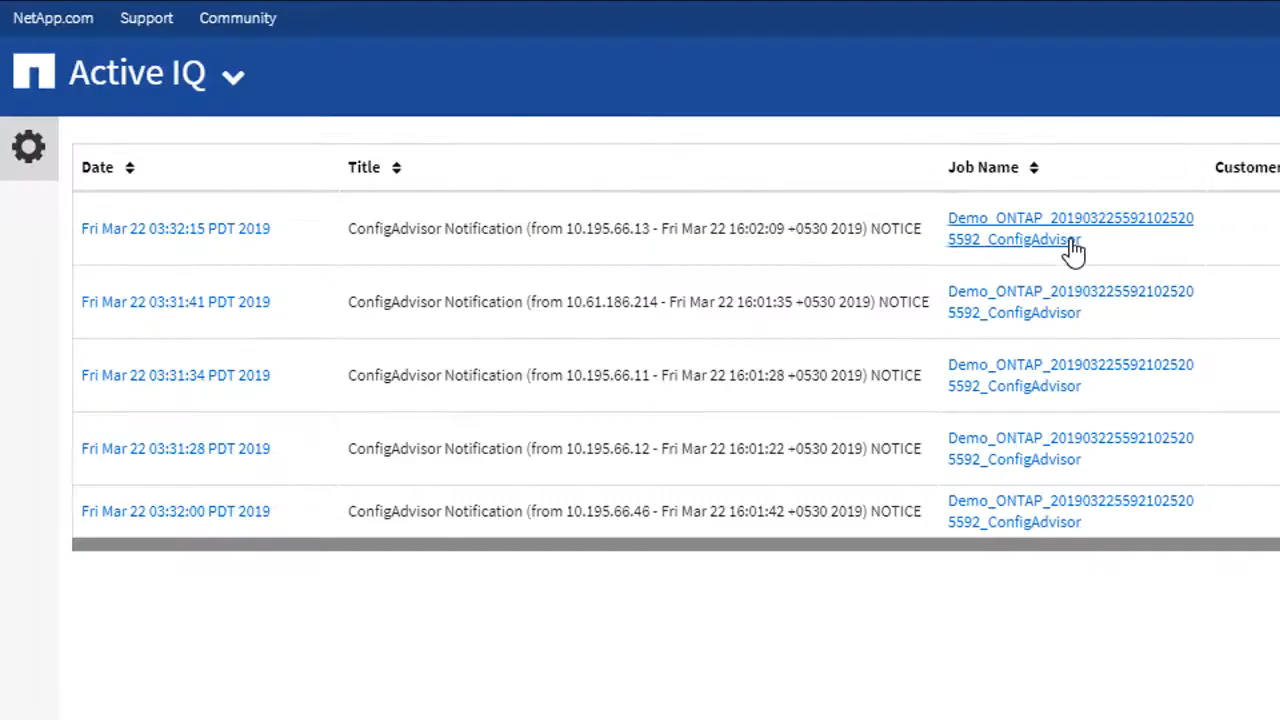 NetApp.com Support Community
Active IQ
Date Title Job Name Customer
Fri Mar 22 03:32:15 PDT 2019 ConfigAdvisor Notification (from 10.195.66.13 - Fri Mar 22 16:02:09 +0530 2019) NOTICE Demo_ONTAP_201903225592102520
5592_ConfigAdvisor
Fri Mar 22 03:31:41 PDT 2019 ConfigAdvisor Notification (from 10.61.186.214 - Fri Mar 22 16:01:35 +0530 2019) NOTICE Demo_ONTAP_201903225592102520
5592_ConfigAdvisor
Fri Mar 22 03:31:34 PDT 2019 ConfigAdvisor Notification (from 10.195.66.11 - Fri Mar 22 16:01:28 +0530 2019) NOTICE Demo_ONTAP_201903225592102520
5592_ConfigAdvisor
Fri Mar 22 03:31:28 PDT 2019 ConfigAdvisor Notification (from 10.195.66.12 - Fri Mar 22 16:01:22 +0530 2019) NOTICE Demo_ONTAP_201903225592102520
5592_ConfigAdvisor
Fri Mar 22 03:32:00 PDT 2019 ConfigAdvisor Notification (from 10.195.66.46 - Fri Mar 22 16:01:42 +0530 2019) NOTICE Demo_ONTAP_201903225592102520
5592_ConfigAdvisor